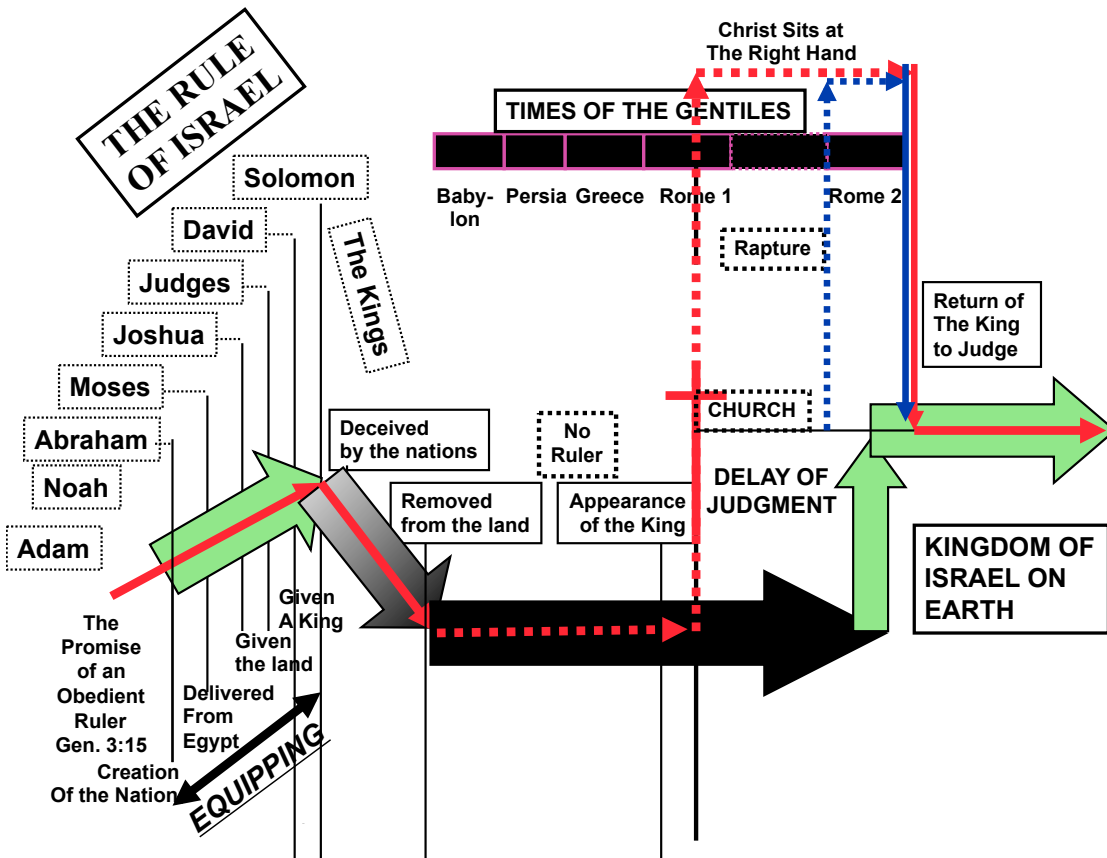 THE RULE
OF ISRAEL
Christ Sits at
The Right Hand
TIMES OF THE GENTILES
Baby-
lon
Persia
Greece
Rome 1
Rome 2
Solomon
David
The Kings
Judges
Joshua
Moses
Abraham
Noah
Adam
Rapture
Return of
The King
to Judge
CHURCH
Deceived
by the nations
No
Ruler
Removed
from the land
Appearance
of the King
DELAY OF
JUDGMENT
KINGDOM OF
ISRAEL ON
EARTH
The
Promise
of an
Obedient
Ruler
Gen. 3:15
Given
A King
Given
the land
Delivered
From
Egypt
Creation
Of the Nation
EQUIPPING